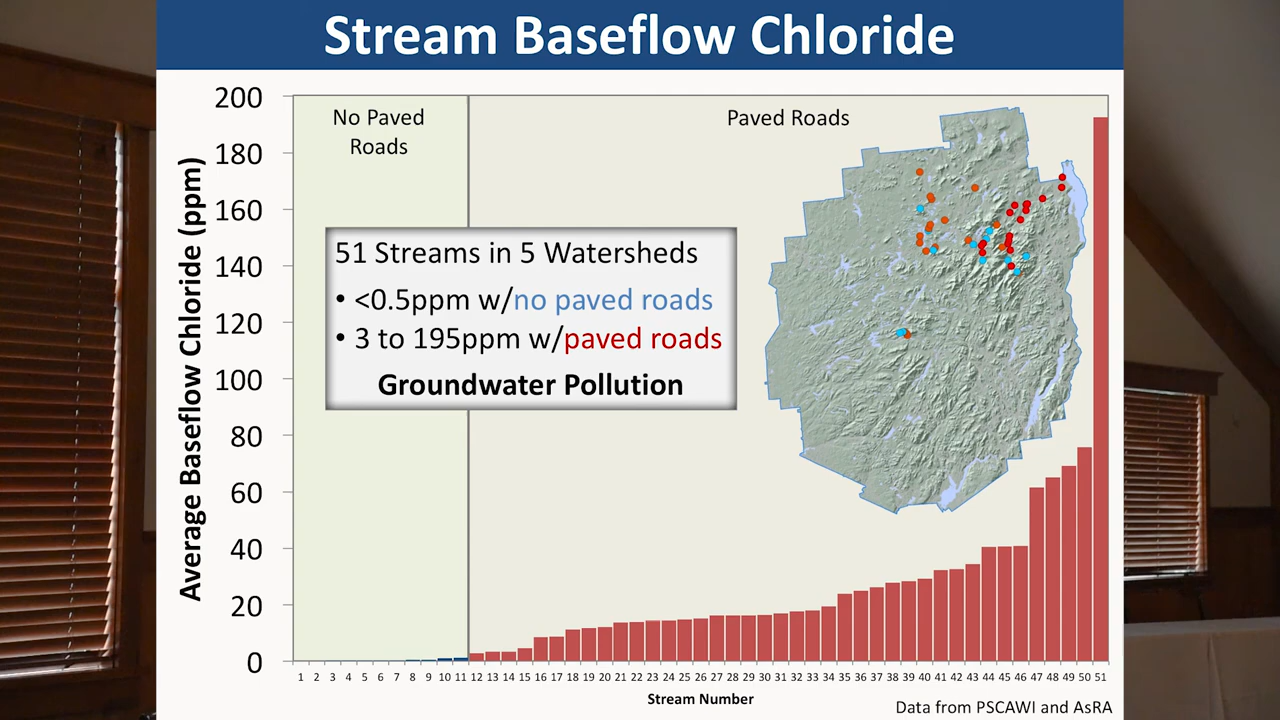 Stream Baseflow Chloride
Average Baseflow Chloride (ppm)
200
180
160
140
120
100
80
60
40
20
0
No Paved
Roads
Paved Roads
51 Streams in 5 Watersheds
• <0.5ppm w/no paved roads
• 3 to 195ppm w/paved roads
Groundwater Pollution
1 2 3 4 5 6 7 8 9 10 11 12 13 14 15 16 17 18 19 20 21 22 23 24 25 26 27 28 29 30 31 32 33 34 35 36 37 38 39 40 41 42 43 44 45 46 47 48 49 50 51
Stream Number
Data from PSCAWI and AsRA